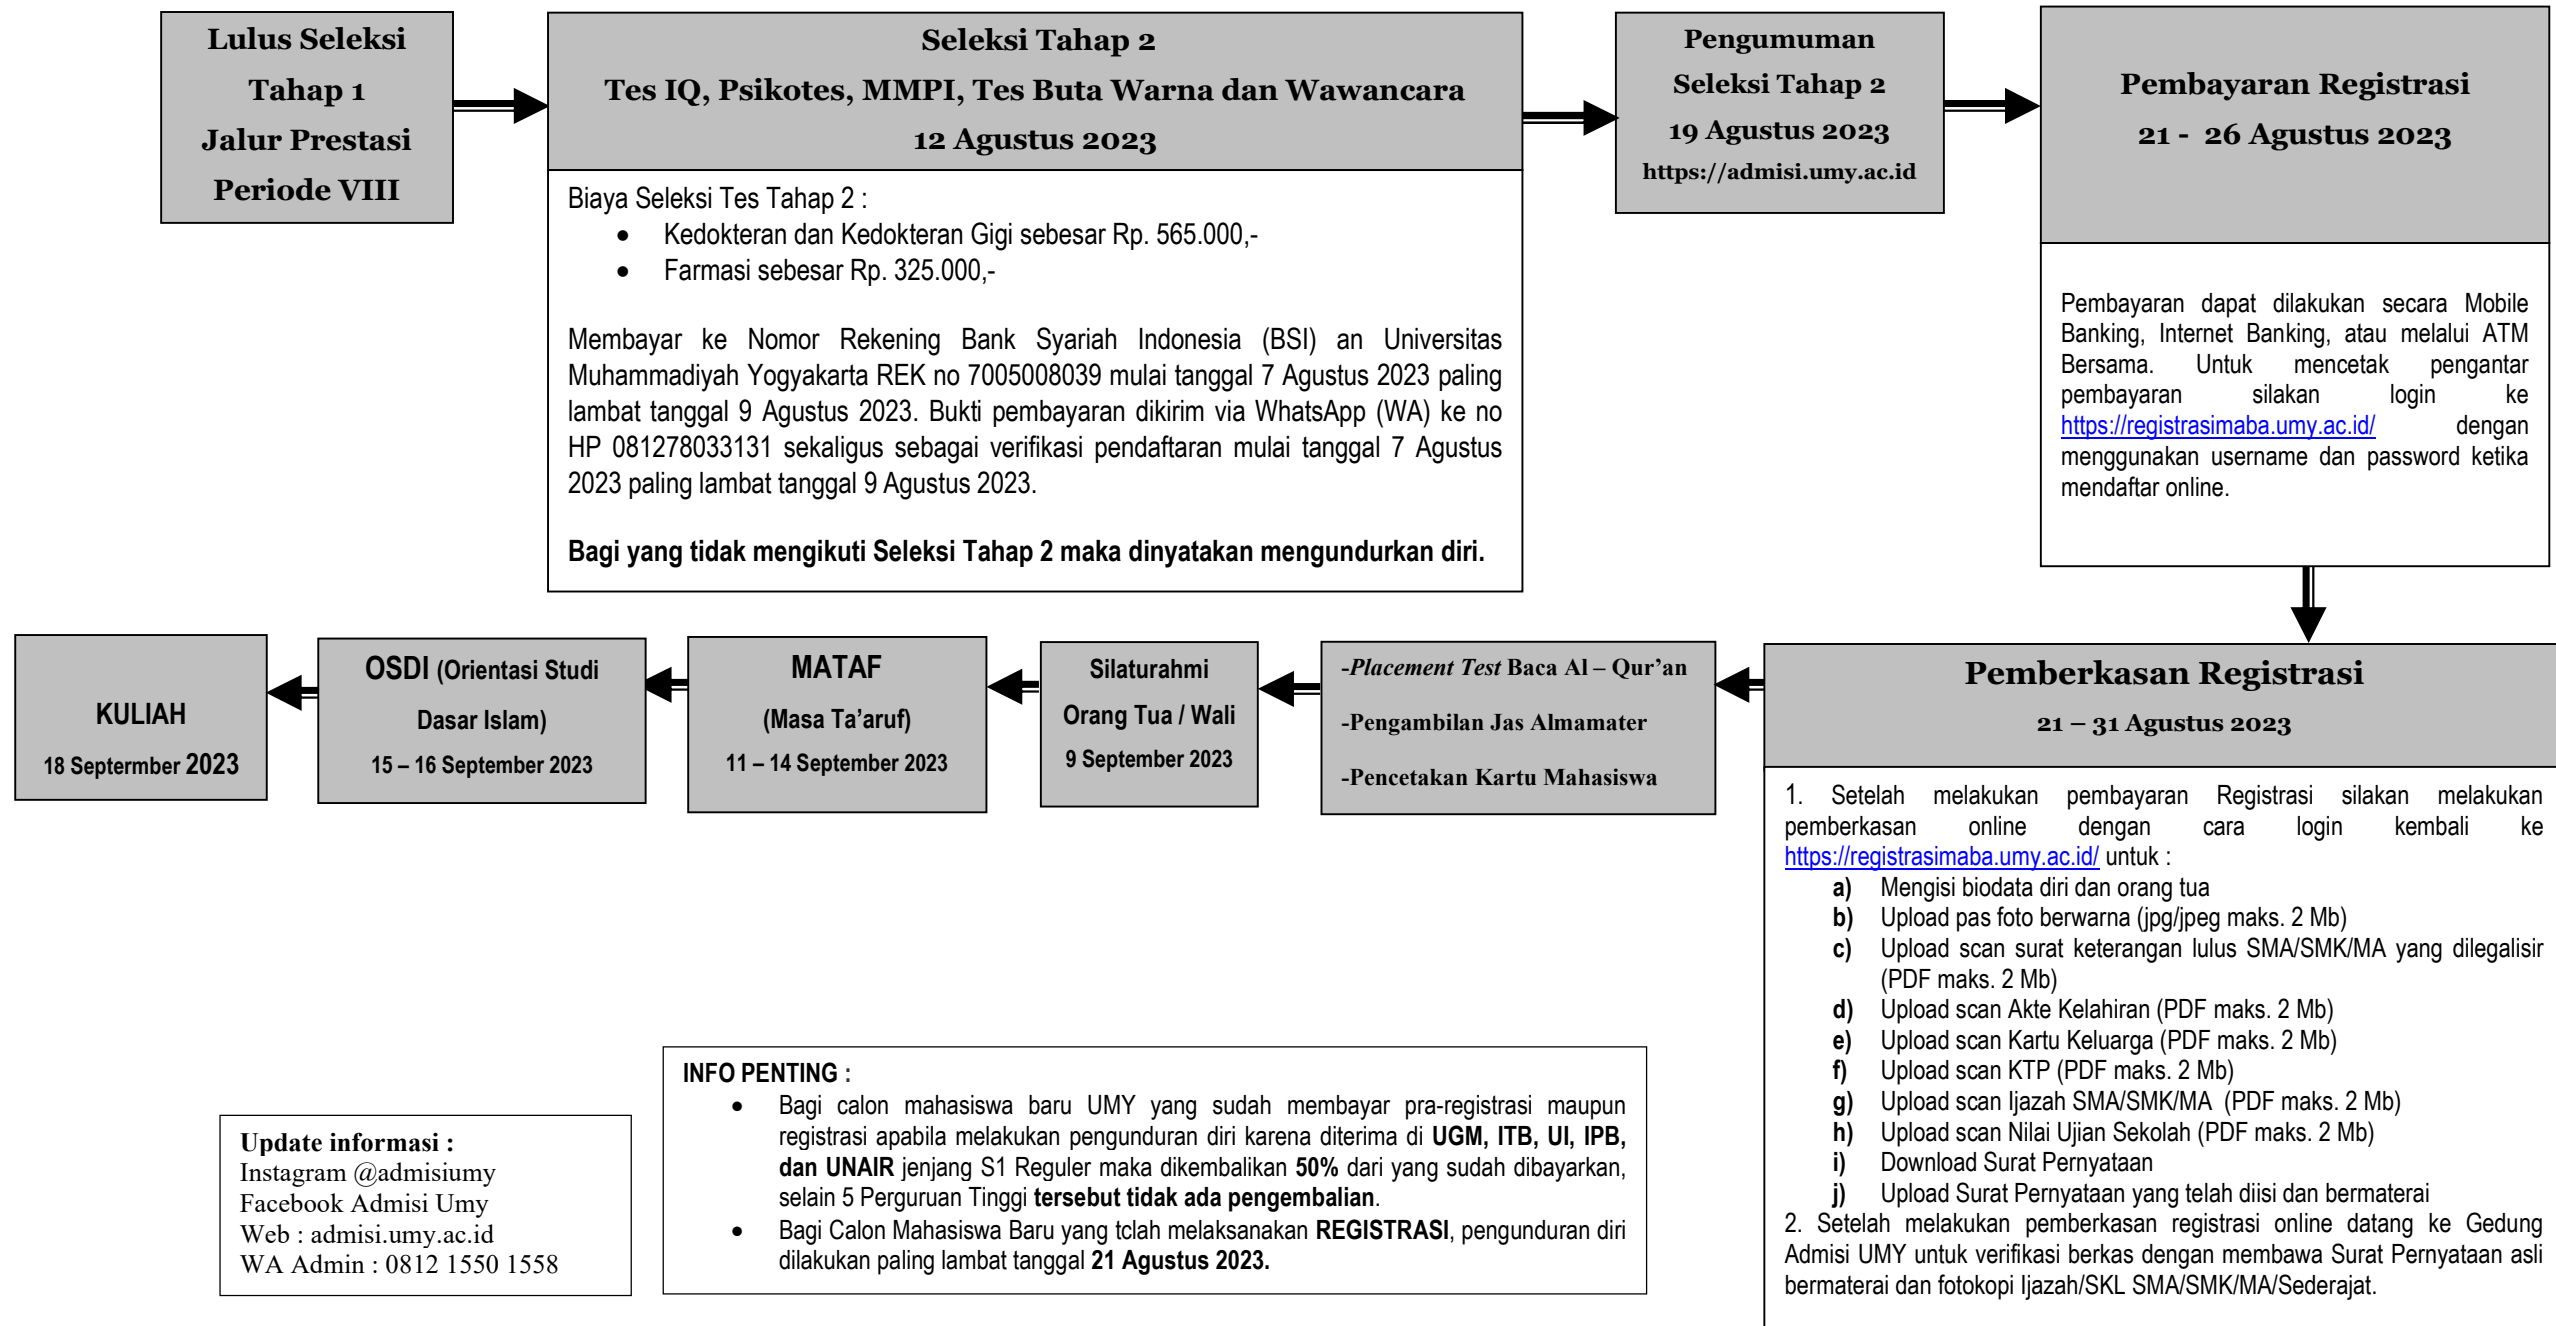 Lulus Seleksi
Tahap 1
Jalur Prestasi
Periode VIII
Seleksi Tahap 2
Tes IQ, Psikotes, MMPI, Tes Buta Warna dan Wawancara
12 Agustus 2023
Biaya Seleksi Tes Tahap 2 :
• Kedokteran dan Kedokteran Gigi sebesar Rp. 565.000,-
• Farmasi sebesar Rp. 325.000,-
Membayar ke Nomor Rekening Bank Syariah Indonesia (BSI) an Universitas
Muhammadiyah Yogyakarta REK no 7005008039 mulai tanggal 7 Agustus 2023 paling
lambat tanggal 9 Agustus 2023. Bukti pembayaran dikirim via WhatsApp (WA) ke no
HP 081278033131 sekaligus sebagai verifikasi pendaftaran mulai tanggal 7 Agustus
2023 paling lambat tanggal 9 Agustus 2023.
Bagi yang tidak mengikuti Seleksi Tahap 2 maka dinyatakan mengundurkan diri.
Pengumuman
Seleksi Tahap 2
19 Agustus 2023
https://admisi.umy.ac.id
Pembayaran Registrasi
21 - 26 Agustus 2023
Pembayaran dapat dilakukan secara Mobile
Banking, Internet Banking, atau melalui ATM
Bersama. Untuk mencetak pengantar
pembayaran silakan login ke
https://registrasimaba.umy.ac.id/ dengan
menggunakan username dan password ketika
mendaftar online.
Pemberkasan Registrasi
21 – 31 Agustus 2023
1. Setelah melakukan pembayaran Registrasi silakan melakukan
pemberkasan online dengan cara login kembali ke
https://registrasimaba.umy.ac.id/ untuk :
a) Mengisi biodata diri dan orang tua
b) Upload pas foto berwarna (jpg/jpeg maks. 2 Mb)
c) Upload scan surat keterangan lulus SMA/SMK/MA yang dilegalisir
(PDF maks. 2 Mb)
d) Upload scan Akte Kelahiran (PDF maks. 2 Mb)
e) Upload scan Kartu Keluarga (PDF maks. 2 Mb)
f) Upload scan KTP (PDF maks. 2 Mb)
g) Upload scan Ijazah SMA/SMK/MA (PDF maks. 2 Mb)
h) Upload scan Nilai Ujian Sekolah (PDF maks. 2 Mb)
i) Download Surat Pernyataan
j) Upload Surat Pernyataan yang telah diisi dan bermaterai
2. Setelah melakukan pemberkasan registrasi online datang ke Gedung
Admisi UMY untuk verifikasi berkas dengan membawa Surat Pernyataan asli
bermaterai dan fotokopi Ijazah/SKL SMA/SMK/MA/Sederajat.
-Placement Test Baca Al – Qur’an
-Pengambilan Jas Almamater
-Pencetakan Kartu Mahasiswa
Silaturahmi
Orang Tua / Wali
9 September 2023
MATAF
(Masa Ta’aruf)
11 – 14 September 2023
OSDI (Orientasi Studi
Dasar Islam)
15 – 16 September 2023
KULIAH
18 Septermber 2023
INFO PENTING :
• Bagi calon mahasiswa baru UMY yang sudah membayar pra-registrasi maupun
registrasi apabila melakukan pengunduran diri karena diterima di UGM, ITB, UI, IPB,
dan UNAIR jenjang S1 Reguler maka dikembalikan 50% dari yang sudah dibayarkan,
selain 5 Perguruan Tinggi tersebut tidak ada pengembalian.
• Bagi Calon Mahasiswa Baru yang tclah melaksanakan REGISTRASI, pengunduran diri
dilakukan paling lambat tanggal 21 Agustus 2023.
Update informasi :
Instagram @admisiumy
Facebook Admisi Umy
Web : admisi.umy.ac.id
WA Admin : 0812 1550 1558